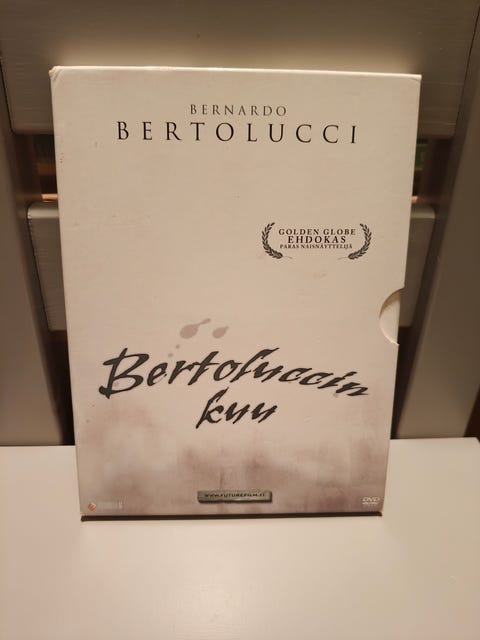 BERNARDO
BERTOLUCCI
GOLDEN GLOBE
EHDOKAS
PARAS NAISNÄYTTELIJÄ
Bertoluccin
kuu
WWW.FUTUREFILM.FI
DVD